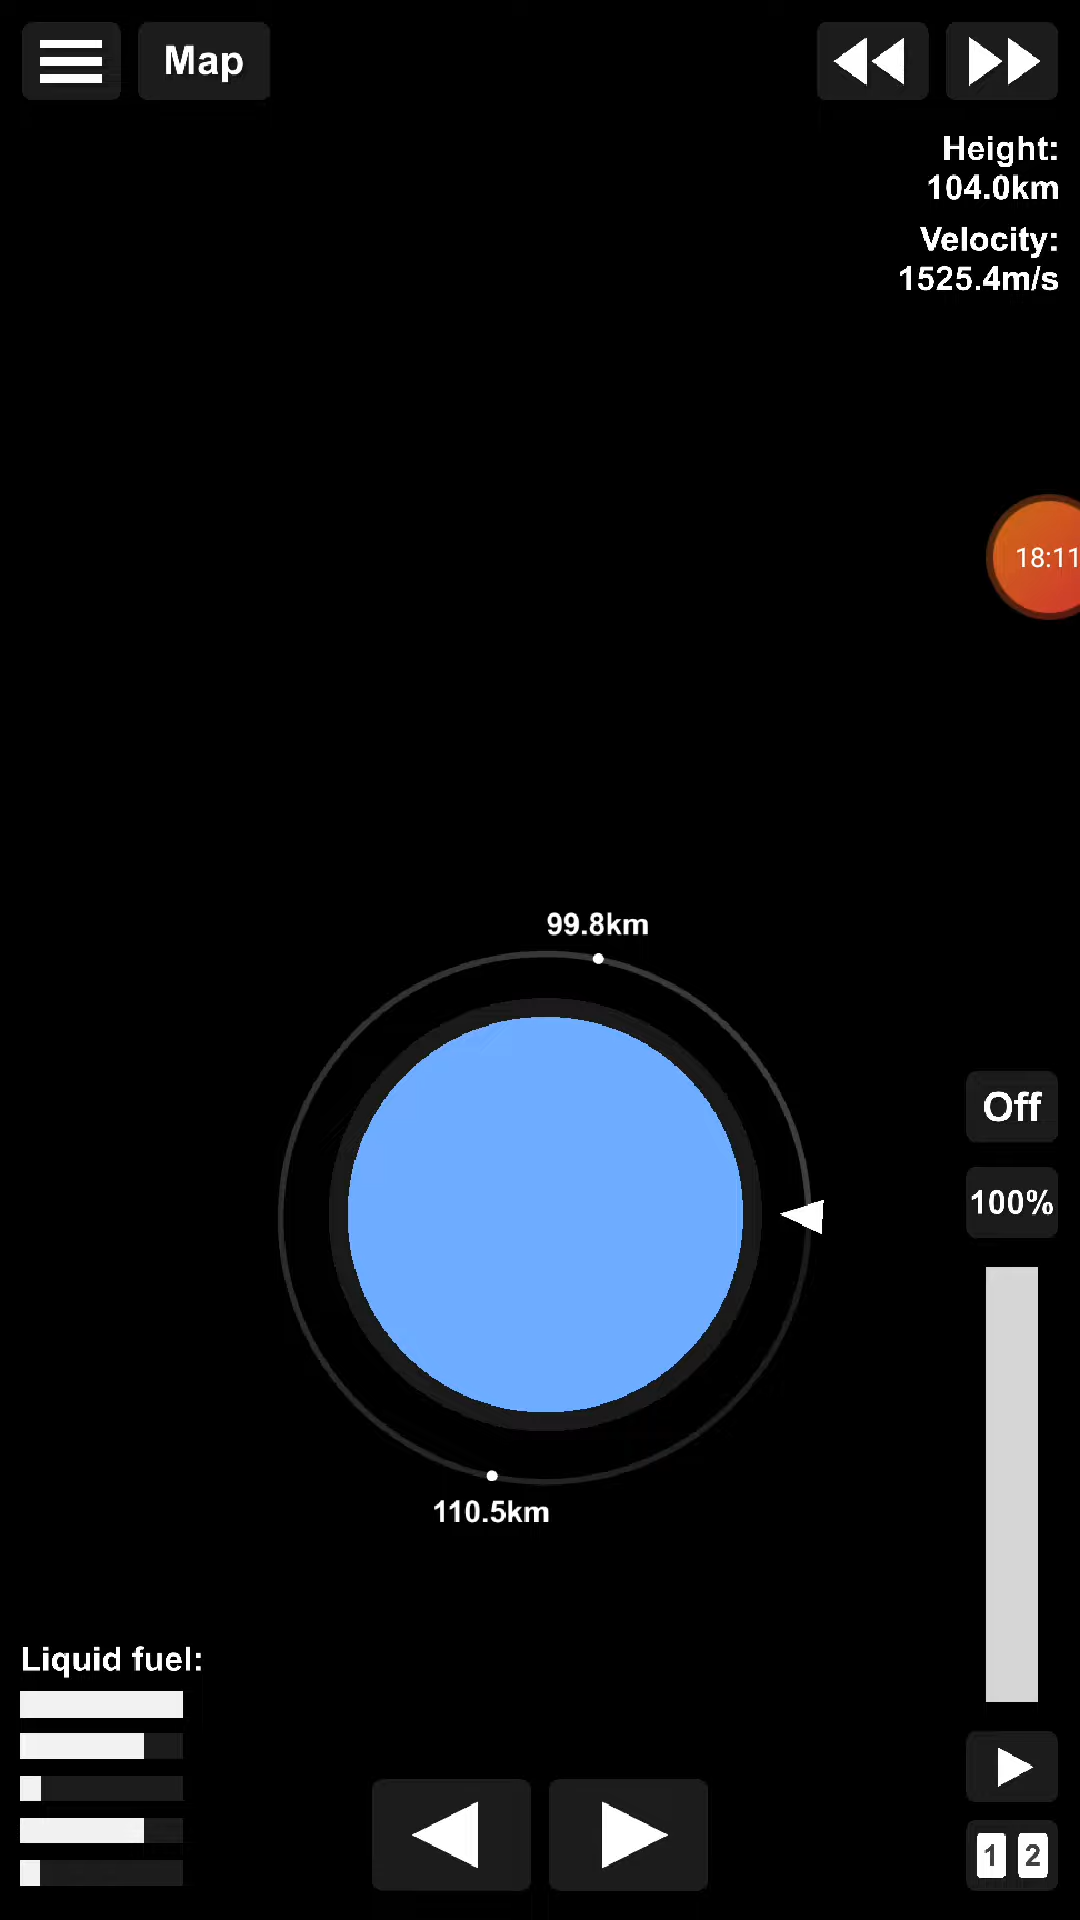 Map
Height:
104.0km
Velocity:
1525.4m/s
18:11
99.8km
Off
100%
110.5km
Liquid fuel:
1 2